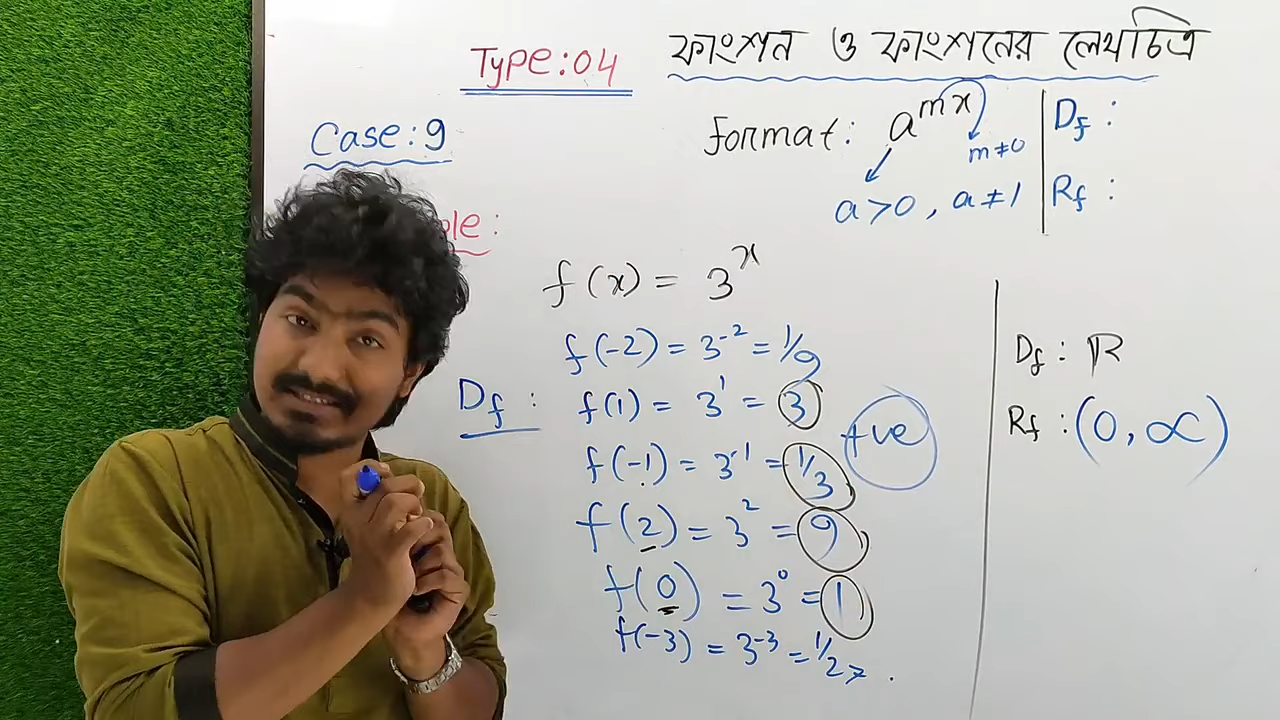 Type:04
ফাংশন ও ফাংশনের লেখচিত্র
Case:9
format: a^{mx}
m≠0
a>0, a≠1
D_f :
R_f :
ple:
f(x) = 3^x
f(-2) = 3^{-2} = 1/9
D_f :
f(1) = 3^1 = 3
f(-1) = 3^{-1} = 1/3
+ve
f(2) = 3^2 = 9
f(0) = 3^0 = 1
f(-3) = 3^{-3} = 1/27
D_f : ℝ
R_f : (0, ∝)